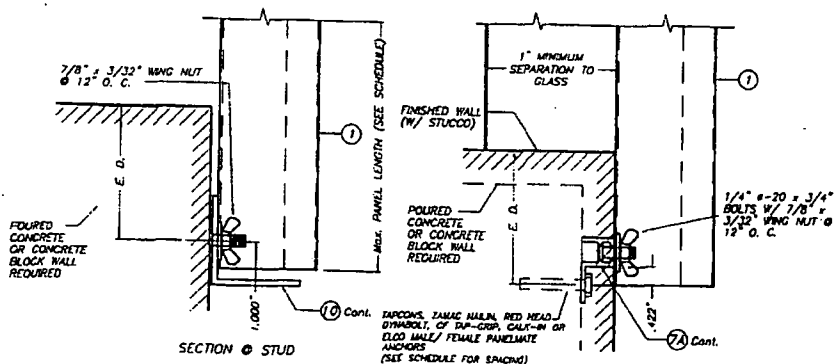 7/8" x 3/32" WING NUT
@ 12" O. C.
E. D.
POURED
CONCRETE
OR CONCRETE
BLOCK WALL
REQUIRED
Max. PANEL LENGTH (SEE SCHEDULE)
1
1.000"
10 Cont.
SECTION @ STUD
1" MINIMUM
SEPARATION TO
GLASS
1
FINISHED WALL
(W/ STUCCO)
E. D.
POURED
CONCRETE
OR CONCRETE
BLOCK WALL
REQUIRED
1/4" ø-20 x 3/4"
BOLTS W/ 7/8" x
3/32" WING NUT @
12" O. C.
.422"
7A Cont.
TAPCONS, ZAMAC NAILIN, RED HEAD
DYNABOLT, CF TAP-GRIP, CALK-IN OR
ELCO MALE/ FEMALE PANELMATE
ANCHORS
(SEE SCHEDULE FOR SPACING)